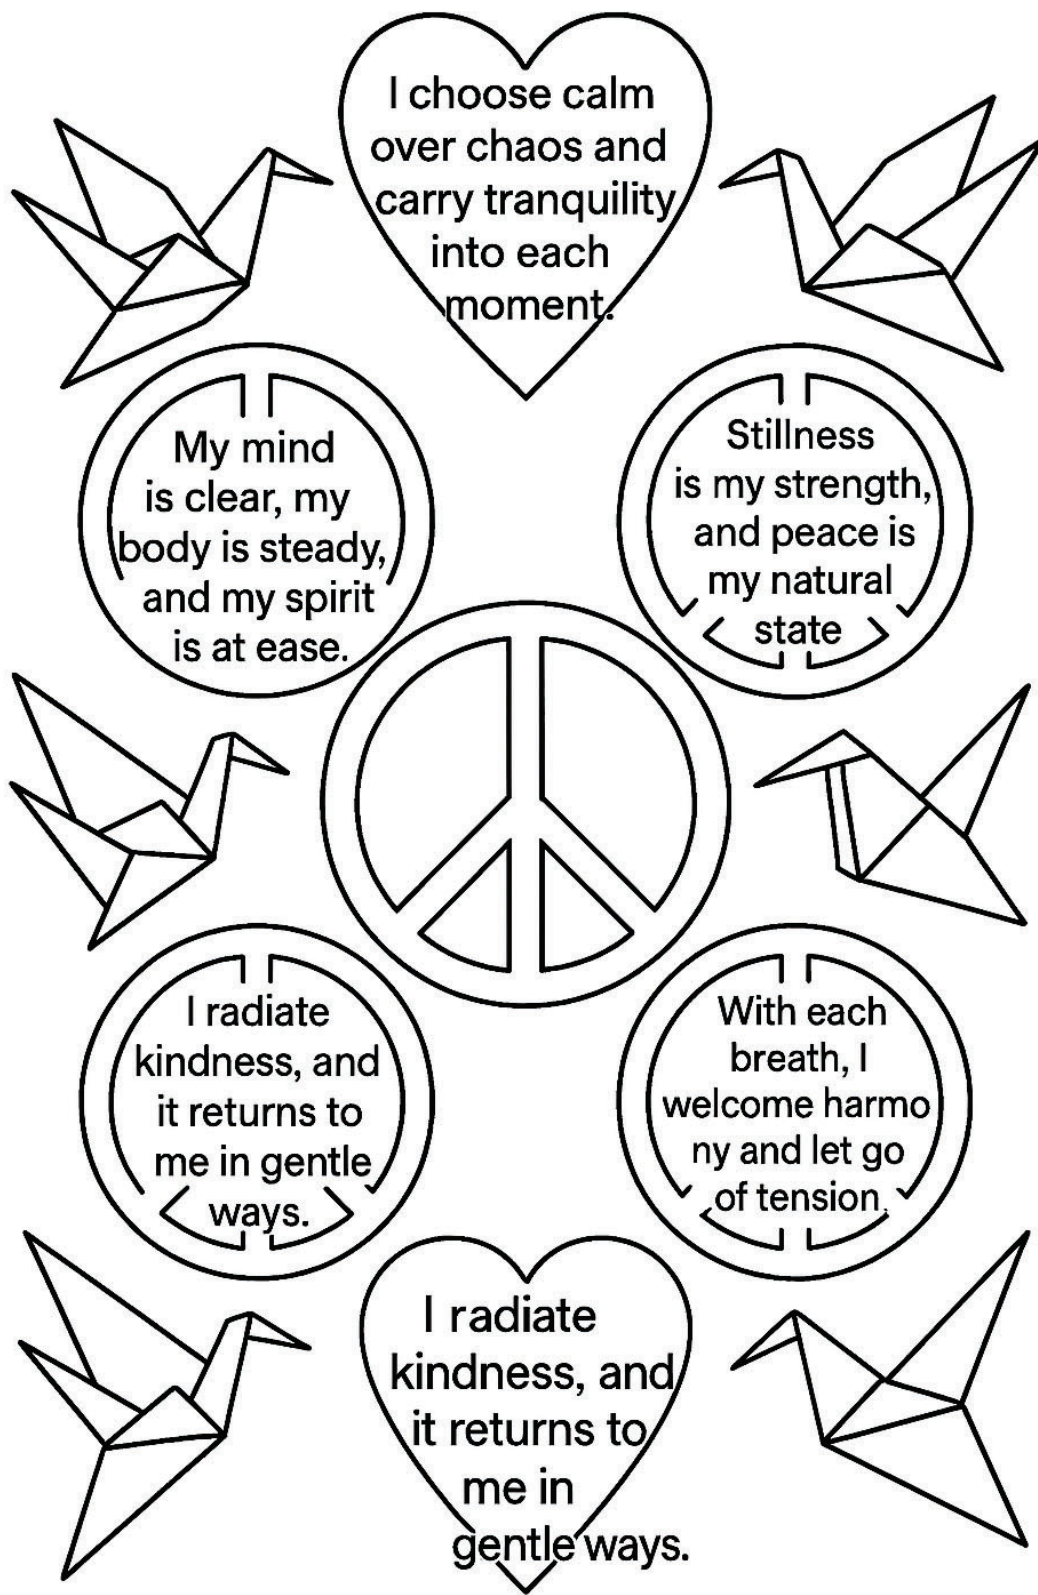 I choose calm
over chaos and
carry tranquility
into each
moment.
My mind
is clear, my
body is steady,
and my spirit
is at ease.
Stillness
is my strength,
and peace is
my natural
state
I radiate
kindness, and
it returns to
me in gentle
ways.
With each
breath, I
welcome harmo
ny and let go
of tension.
I radiate
kindness, and
it returns to
me in
gentle ways.